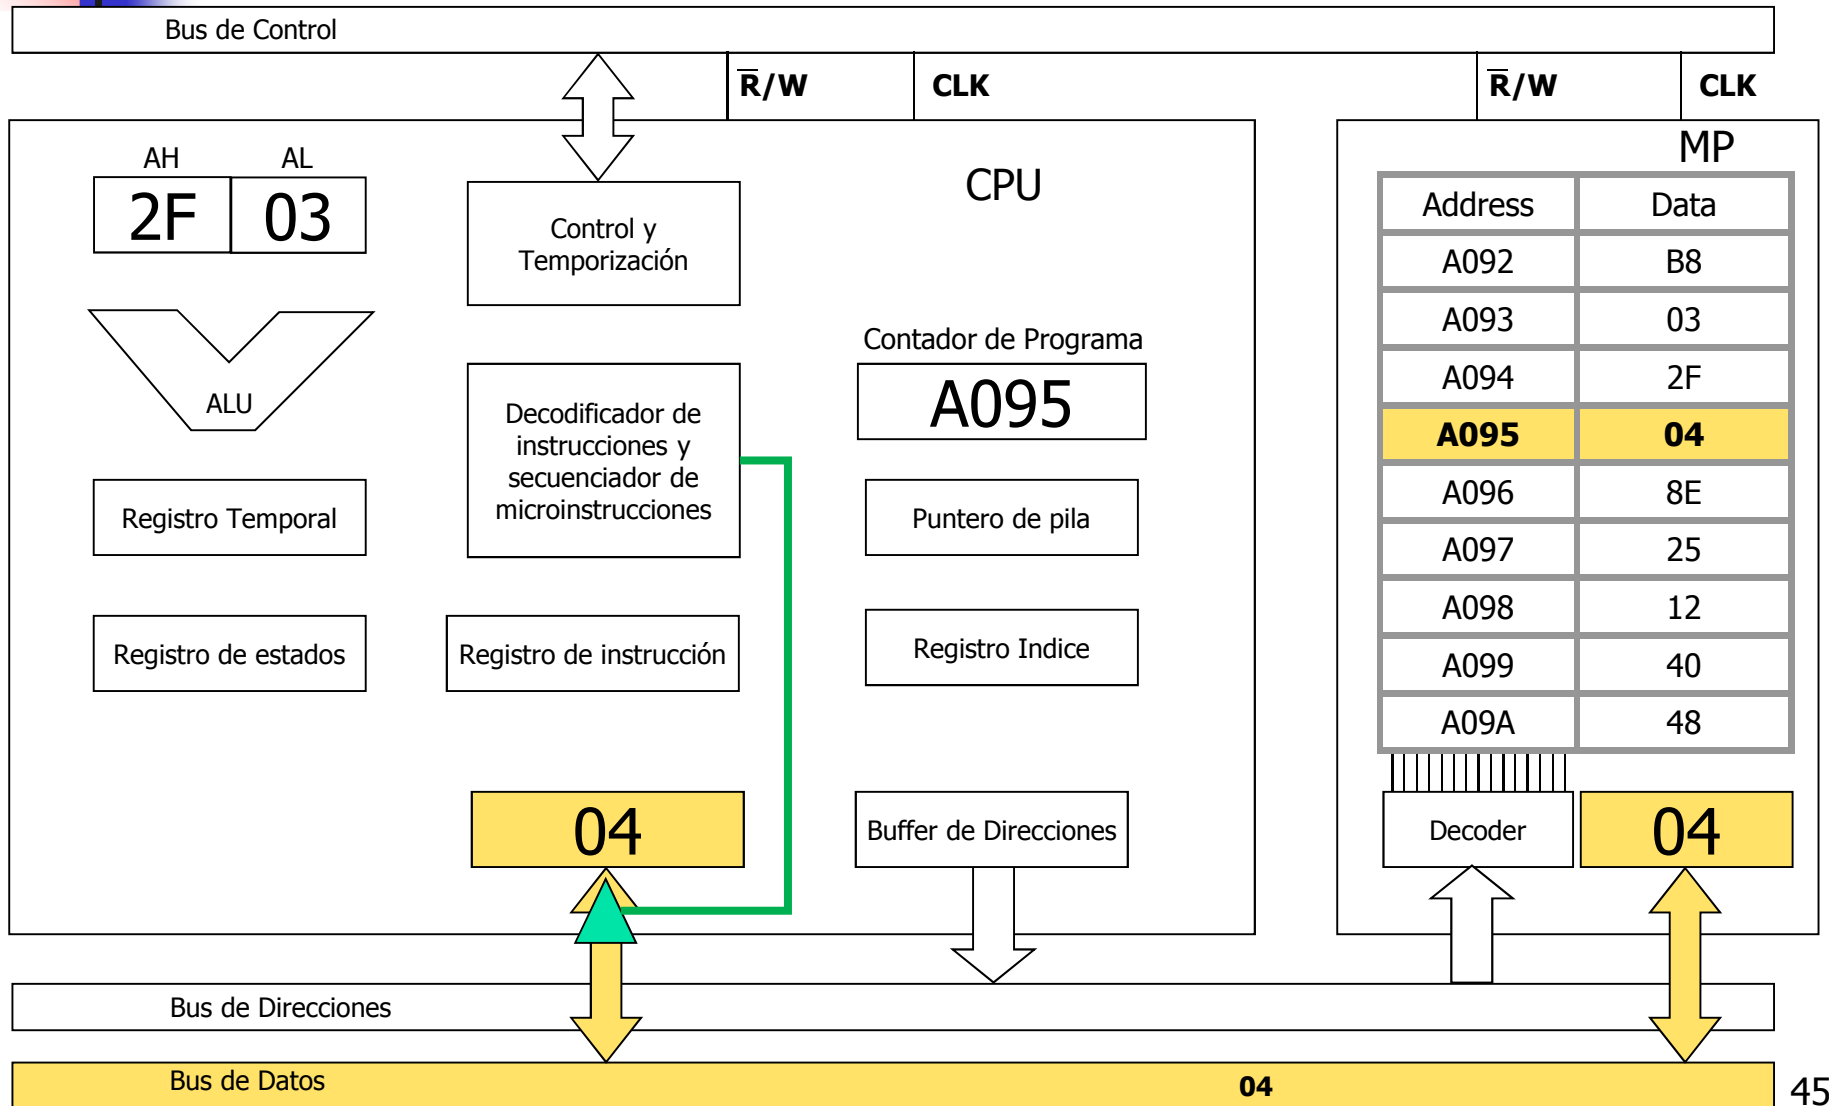 Bus de Control
R̅/W CLK R̅/W CLK
AH AL
2F 03
Control y
Temporización
CPU
MP
Address Data
A092 B8
A093 03
A094 2F
A095 04
A096 8E
A097 25
A098 12
A099 40
A09A 48
ALU
Decodificador de
instrucciones y
secuenciador de
microinstrucciones
Contador de Programa
A095
Registro Temporal
Puntero de pila
Registro de estados
Registro de instrucción
Registro Indice
04
Buffer de Direcciones
Decoder
04
Bus de Direcciones
Bus de Datos
04
45